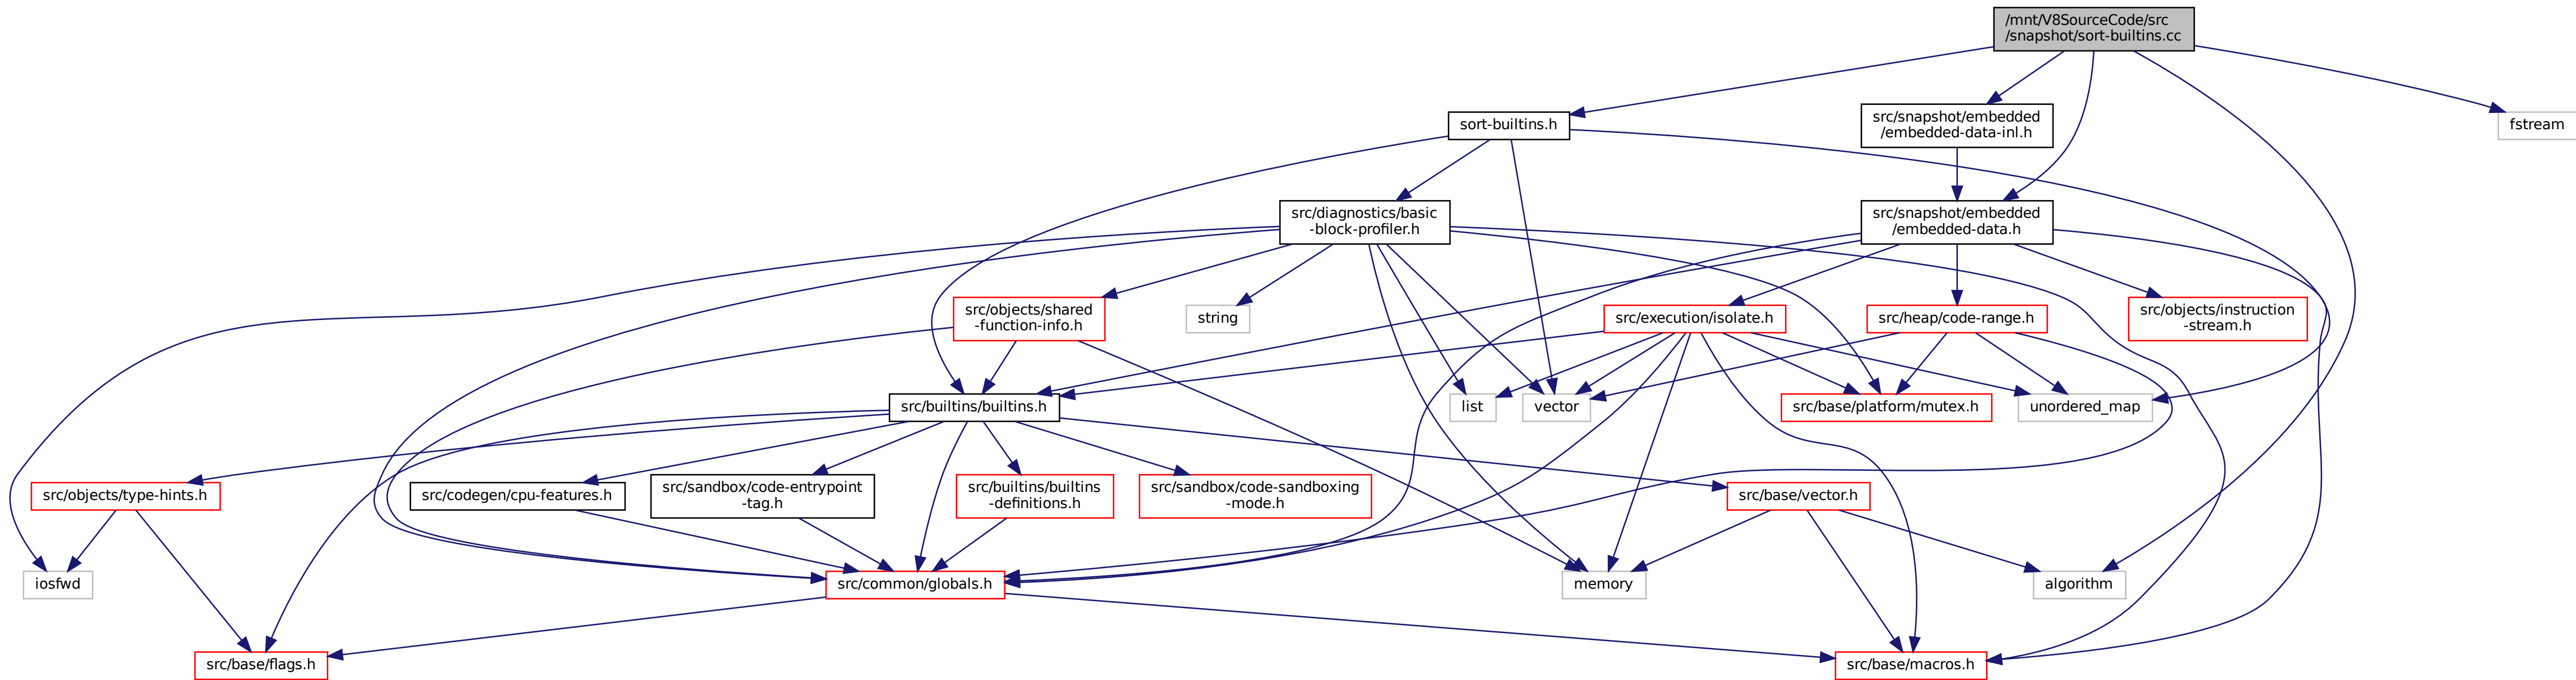 /mnt/V8SourceCode/src
/snapshot/sort-builtins.cc
sort-builtins.h
src/snapshot/embedded
/embedded-data-inl.h
fstream
src/diagnostics/basic
-block-profiler.h
src/snapshot/embedded
/embedded-data.h
src/objects/shared
-function-info.h
string
src/execution/isolate.h
src/heap/code-range.h
src/objects/instruction
-stream.h
src/builtins/builtins.h
list
vector
src/base/platform/mutex.h
unordered_map
src/objects/type-hints.h
src/codegen/cpu-features.h
src/sandbox/code-entrypoint
-tag.h
src/builtins/builtins
-definitions.h
src/sandbox/code-sandboxing
-mode.h
src/base/vector.h
iosfwd
src/common/globals.h
memory
algorithm
src/base/flags.h
src/base/macros.h